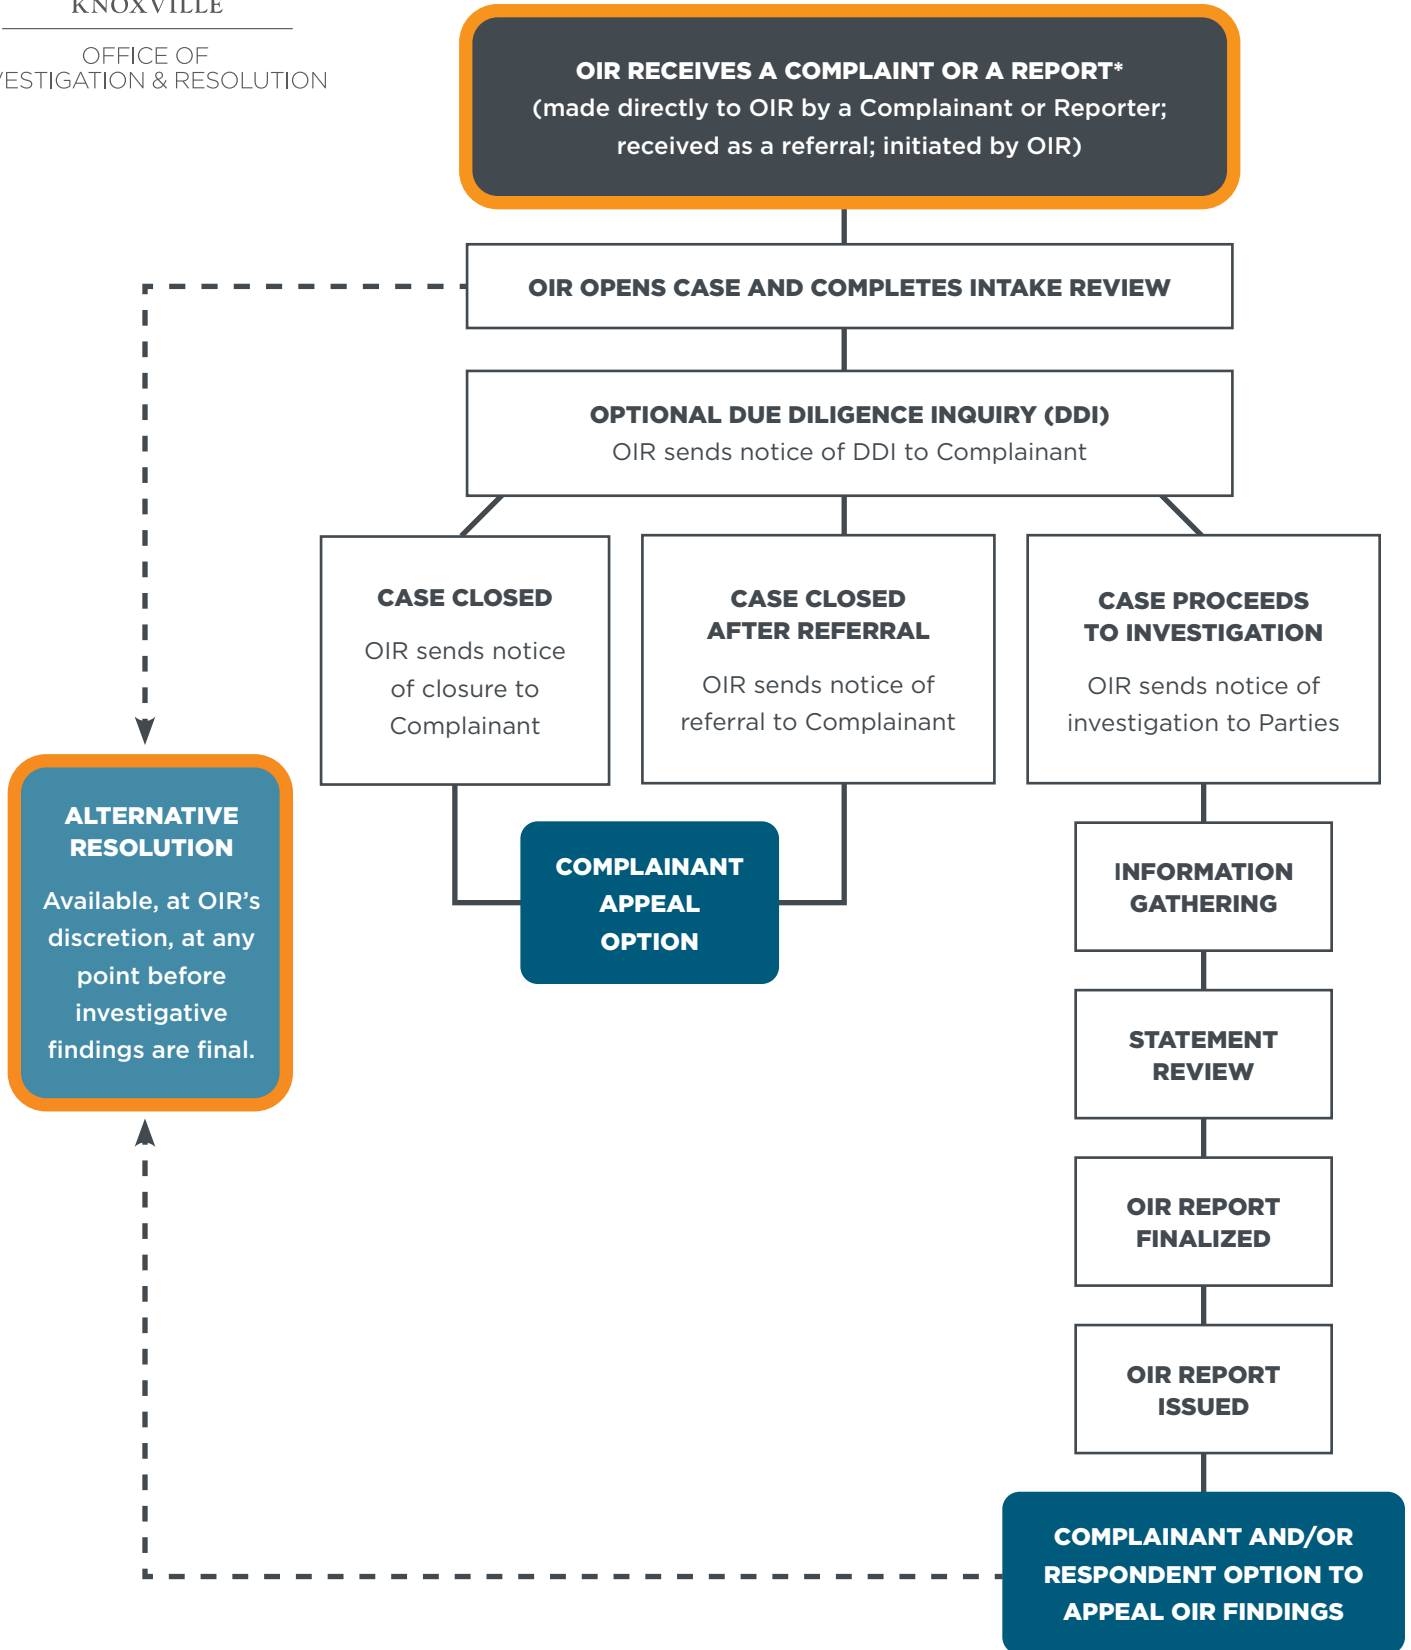 KNOXVILLE
OFFICE OF
VESTIGATION & RESOLUTION
OIR RECEIVES A COMPLAINT OR A REPORT*
(made directly to OIR by a Complainant or Reporter;
received as a referral; initiated by OIR)
OIR OPENS CASE AND COMPLETES INTAKE REVIEW
OPTIONAL DUE DILIGENCE INQUIRY (DDI)
OIR sends notice of DDI to Complainant
CASE CLOSED
OIR sends notice
of closure to
Complainant
CASE CLOSED
AFTER REFERRAL
OIR sends notice of
referral to Complainant
CASE PROCEEDS
TO INVESTIGATION
OIR sends notice of
investigation to Parties
ALTERNATIVE
RESOLUTION
Available, at OIR's
discretion, at any
point before
investigative
findings are final.
COMPLAINANT
APPEAL
OPTION
INFORMATION
GATHERING
STATEMENT
REVIEW
OIR REPORT
FINALIZED
OIR REPORT
ISSUED
COMPLAINANT AND/OR
RESPONDENT OPTION TO
APPEAL OIR FINDINGS